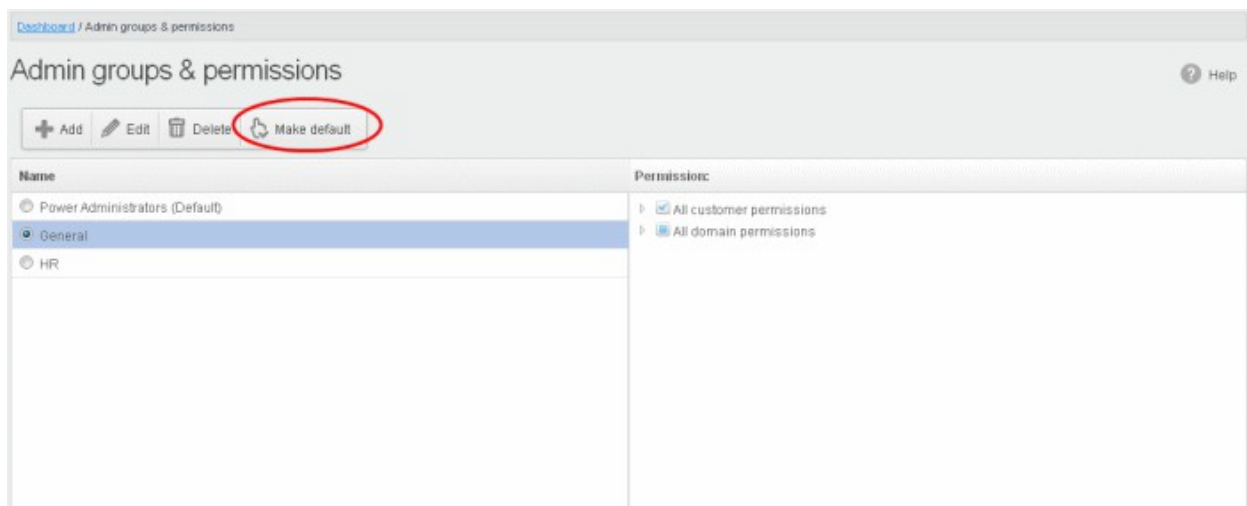 Dashboard / Admin groups & permissions
Admin groups & permissions
Help
Add Edit Delete Make default
Name
Permission:
Power Administrators (Default)
All customer permissions
General
All domain permissions
HR